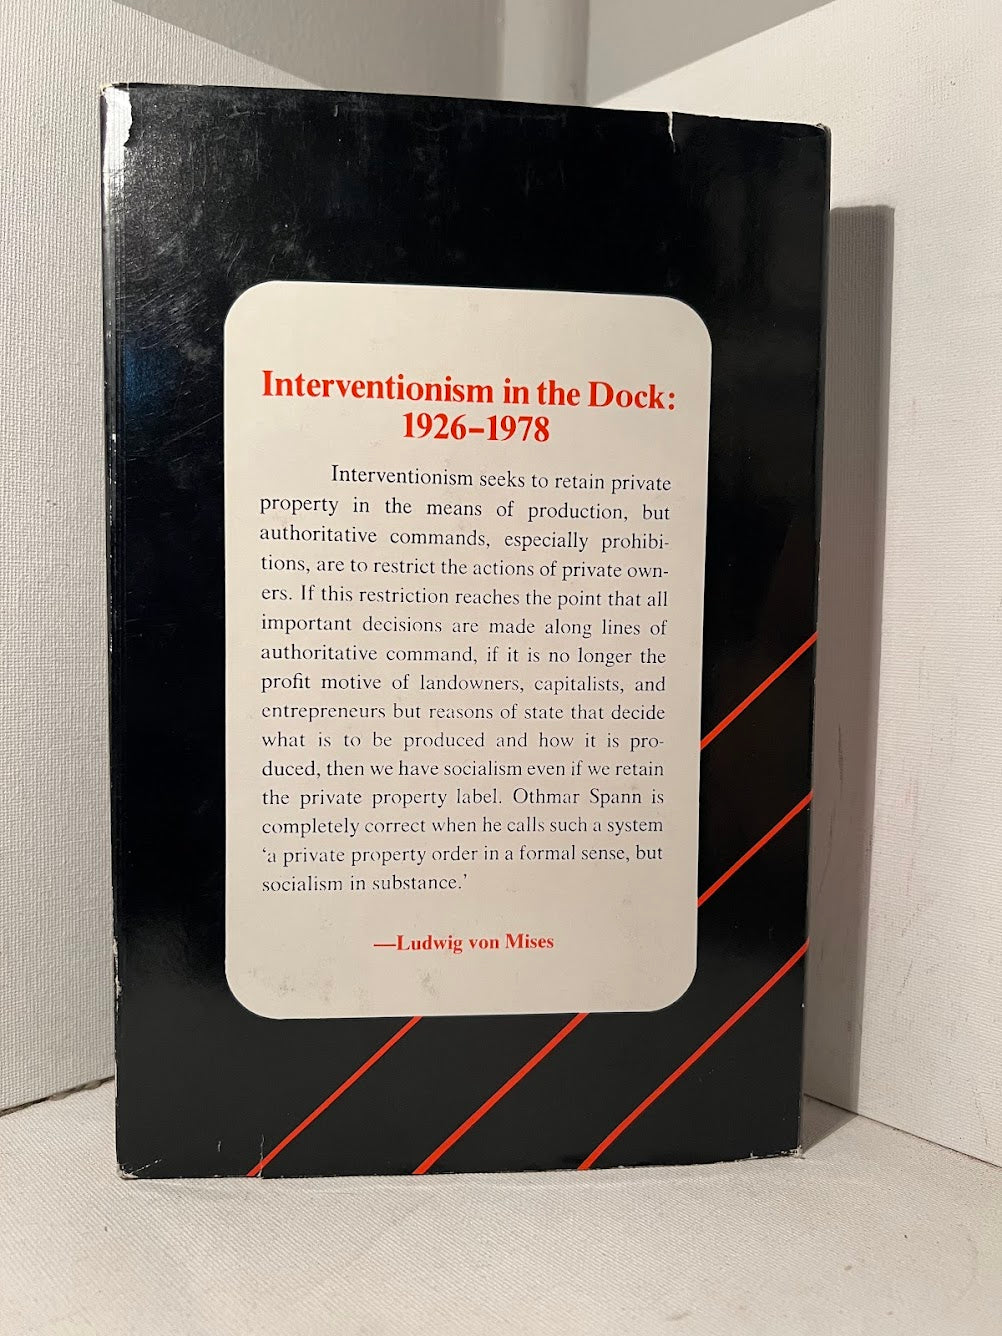 Interventionism in the Dock:
1926–1978
Interventionism seeks to retain private
property in the means of production, but
authoritative commands, especially prohibi-
tions, are to restrict the actions of private own-
ers. If this restriction reaches the point that all
important decisions are made along lines of
authoritative command, if it is no longer the
profit motive of landowners, capitalists, and
entrepreneurs but reasons of state that decide
what is to be produced and how it is pro-
duced, then we have socialism even if we retain
the private property label. Othmar Spann is
completely correct when he calls such a system
‘a private property order in a formal sense, but
socialism in substance.’
—Ludwig von Mises